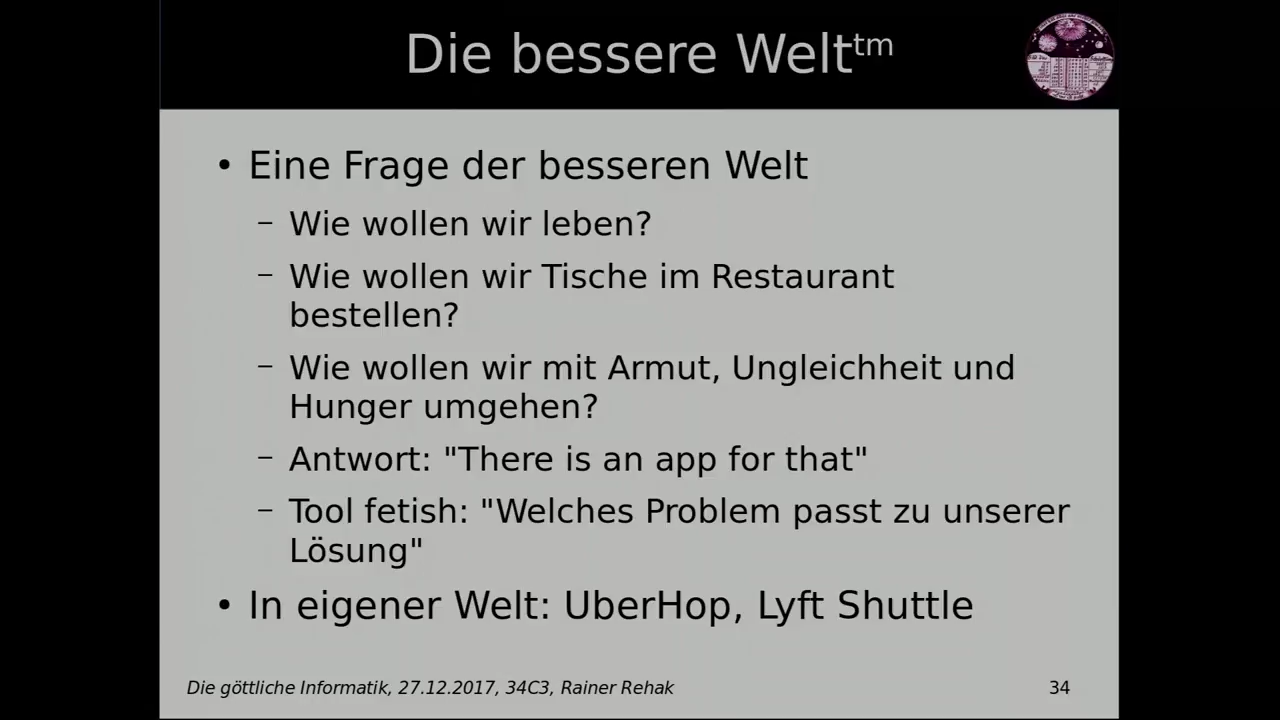 Die bessere Welt™
• Eine Frage der besseren Welt
– Wie wollen wir leben?
– Wie wollen wir Tische im Restaurant
bestellen?
– Wie wollen wir mit Armut, Ungleichheit und
Hunger umgehen?
– Antwort: "There is an app for that"
– Tool fetish: "Welches Problem passt zu unserer
Lösung"
• In eigener Welt: UberHop, Lyft Shuttle
Die göttliche Informatik, 27.12.2017, 34C3, Rainer Rehak
34